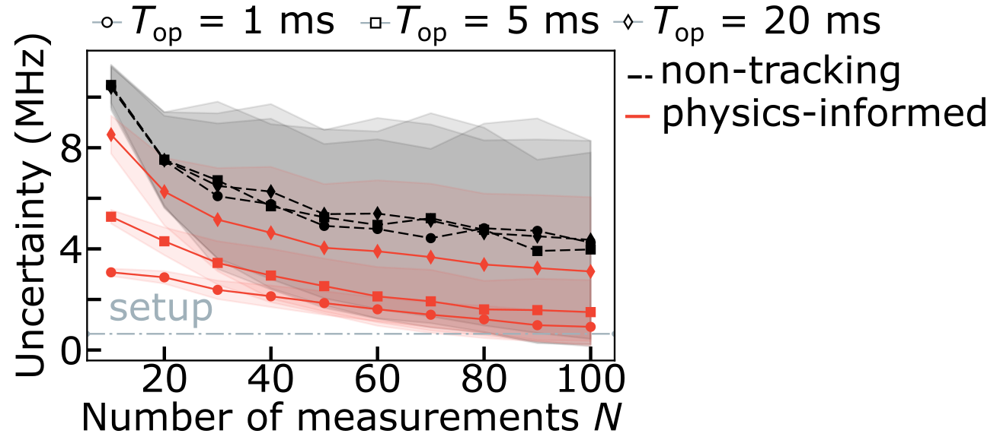 T_op = 1 ms T_op = 5 ms T_op = 20 ms
non-tracking
physics-informed
Uncertainty (MHz)
8
4
0
setup
20 40 60 80 100
Number of measurements N